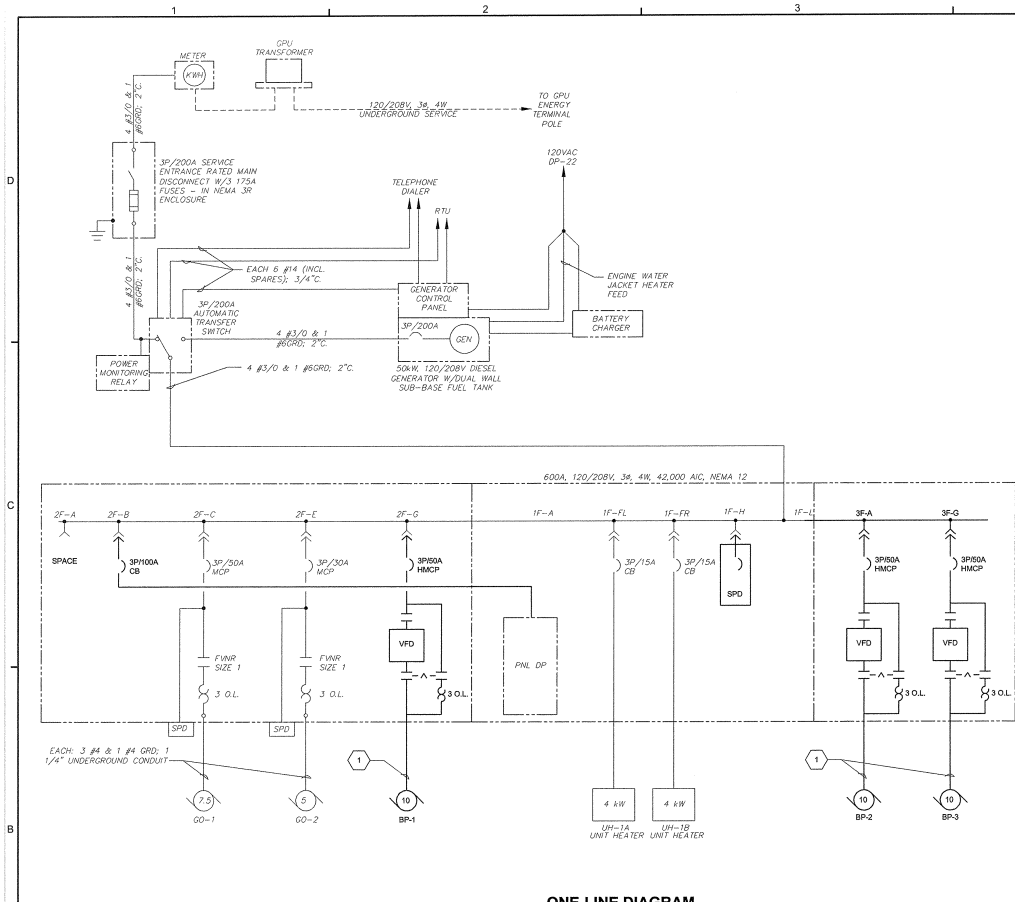 1
2
3
D
C
B
METER
KWH
GPU
TRANSFORMER
4 #3/0 & 1
#6GRD; 2"C.
120/208V, 3ø, 4W
UNDERGROUND SERVICE
TO GPU
ENERGY
TERMINAL
POLE
3P/200A SERVICE
ENTRANCE RATED MAIN
DISCONNECT W/3 175A
FUSES - IN NEMA 3R
ENCLOSURE
120VAC
DP-22
TELEPHONE
DIALER
RTU
4 #3/0 & 1
#6GRD; 2"C.
EACH 6 #14 (INCL.
SPARES); 3/4"C.
ENGINE WATER
JACKET HEATER
FEED
GENERATOR
CONTROL
PANEL
3P/200A
AUTOMATIC
TRANSFER
SWITCH
BATTERY
CHARGER
3P/200A
GEN
4 #3/0 & 1
#6GRD; 2"C.
POWER
MONITORING
RELAY
4 #3/0 & 1 #6GRD; 2"C.
50kW, 120/208V DIESEL
GENERATOR W/DUAL WALL
SUB-BASE FUEL TANK
600A, 120/208V, 3ø, 4W, 42,000 AIC, NEMA 12
2F-A
2F-B
2F-C
2F-E
2F-G
1F-A
1F-FL
1F-FR
1F-H
1F-L
3F-A
3F-G
SPACE
3P/100A
CB
3P/50A
MCP
3P/30A
MCP
3P/50A
HMCP
3P/15A
CB
3P/15A
CB
SPD
3P/50A
HMCP
3P/50A
HMCP
FVNR
SIZE 1
FVNR
SIZE 1
VFD
PNL DP
VFD
VFD
3 O.L.
3 O.L.
3 O.L.
3 O.L.
3 O.L.
SPD
SPD
EACH: 3 #4 & 1 #4 GRD; 1
1/4" UNDERGROUND CONDUIT
1
1
7.5
GO-1
5
GO-2
10
BP-1
4 kW
UH-1A
UNIT HEATER
4 kW
UH-1B
UNIT HEATER
10
BP-2
10
BP-3
ONE-LINE DIAGRAM